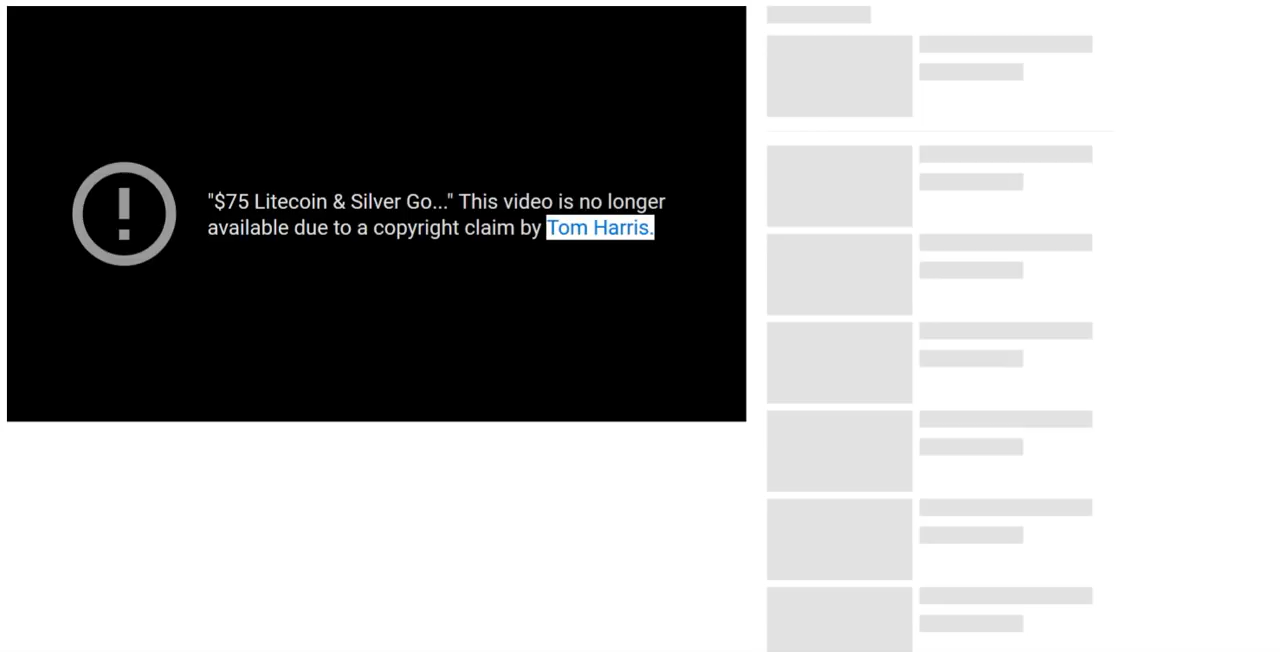 "$75 Litecoin & Silver Go..." This video is no longer
available due to a copyright claim by Tom Harris.